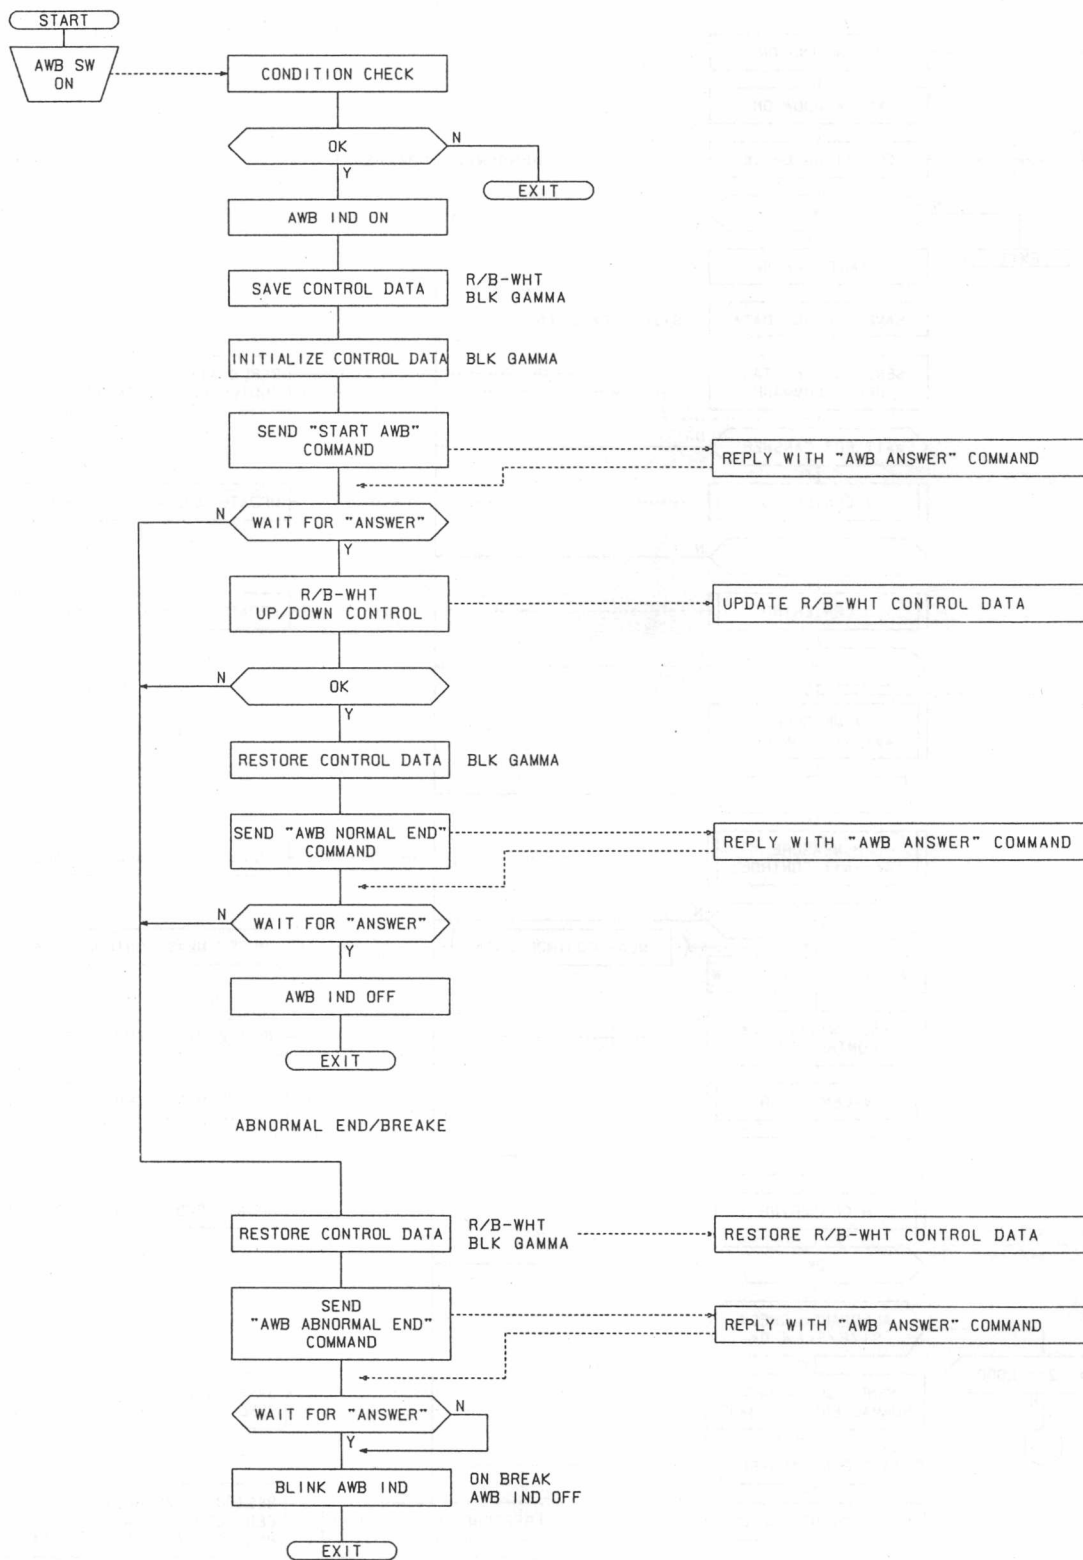 START
AWB SW
ON
CONDITION CHECK
OK
N
Y
EXIT
AWB IND ON
SAVE CONTROL DATA
R/B-WHT
BLK GAMMA
INITIALIZE CONTROL DATA
BLK GAMMA
SEND "START AWB"
COMMAND
REPLY WITH "AWB ANSWER" COMMAND
N
WAIT FOR "ANSWER"
Y
R/B-WHT
UP/DOWN CONTROL
UPDATE R/B-WHT CONTROL DATA
N
OK
Y
RESTORE CONTROL DATA
BLK GAMMA
SEND "AWB NORMAL END"
COMMAND
REPLY WITH "AWB ANSWER" COMMAND
N
WAIT FOR "ANSWER"
Y
AWB IND OFF
EXIT
ABNORMAL END/BREAKE
RESTORE CONTROL DATA
R/B-WHT
BLK GAMMA
RESTORE R/B-WHT CONTROL DATA
SEND
"AWB ABNORMAL END"
COMMAND
REPLY WITH "AWB ANSWER" COMMAND
WAIT FOR "ANSWER"
N
Y
BLINK AWB IND
ON BREAK
AWB IND OFF
EXIT